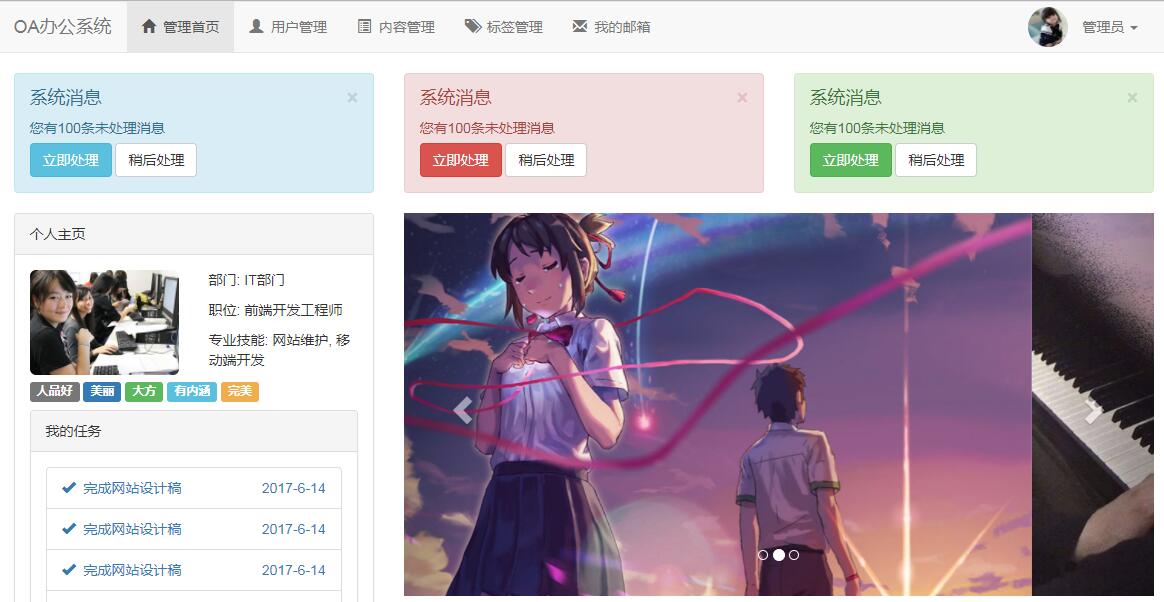 OA办公系统 管理首页 用户管理 内容管理 标签管理 我的邮箱 管理员
系统消息 ×
您有100条未处理消息
立即处理 稍后处理
系统消息 ×
您有100条未处理消息
立即处理 稍后处理
系统消息 ×
您有100条未处理消息
立即处理 稍后处理
个人主页
部门: IT部门
职位: 前端开发工程师
专业技能: 网站维护, 移
动端开发
人品好 美丽 大方 有内涵 完美
我的任务
完成网站设计稿 2017-6-14
完成网站设计稿 2017-6-14
完成网站设计稿 2017-6-14